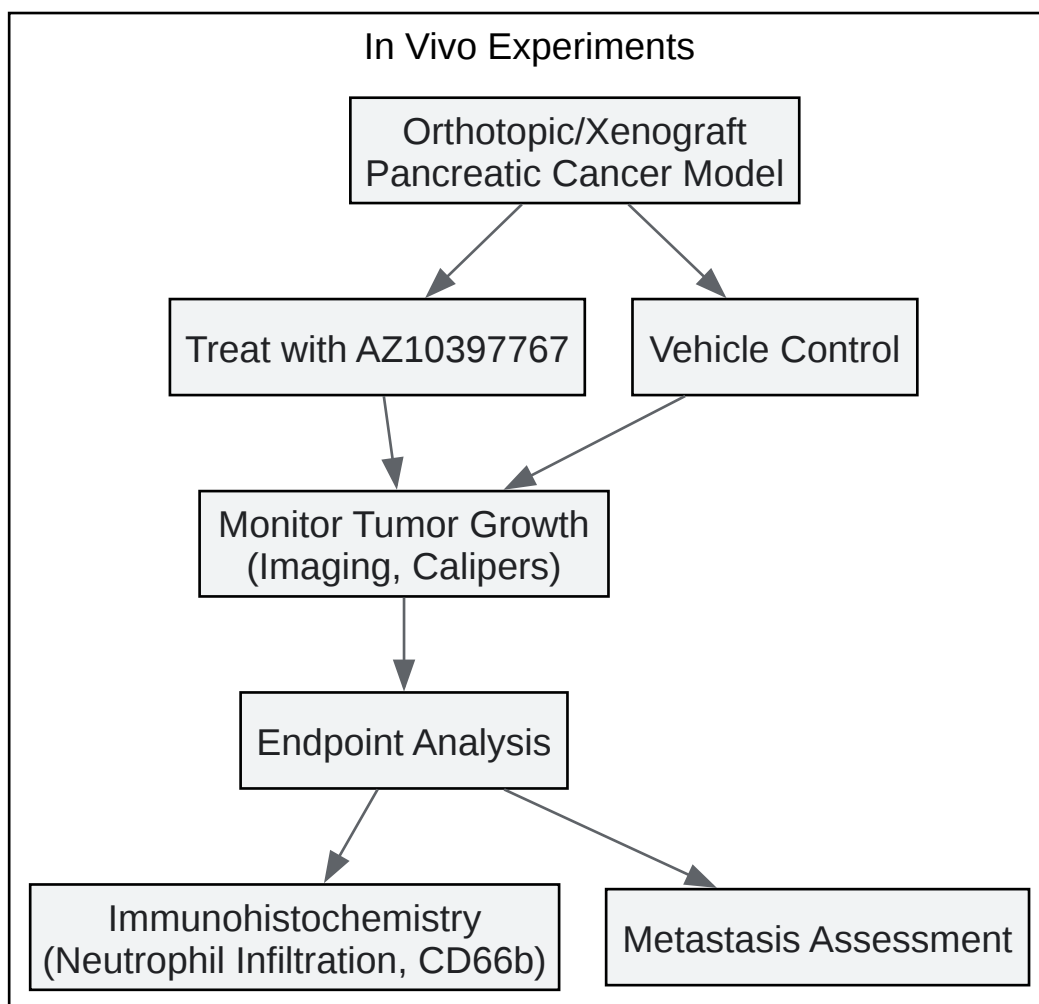 In Vivo Experiments
Orthotopic/Xenograft
Pancreatic Cancer Model
Treat with AZ10397767
Vehicle Control
Monitor Tumor Growth
(Imaging, Calipers)
Endpoint Analysis
Immunohistochemistry
(Neutrophil Infiltration, CD66b)
Metastasis Assessment